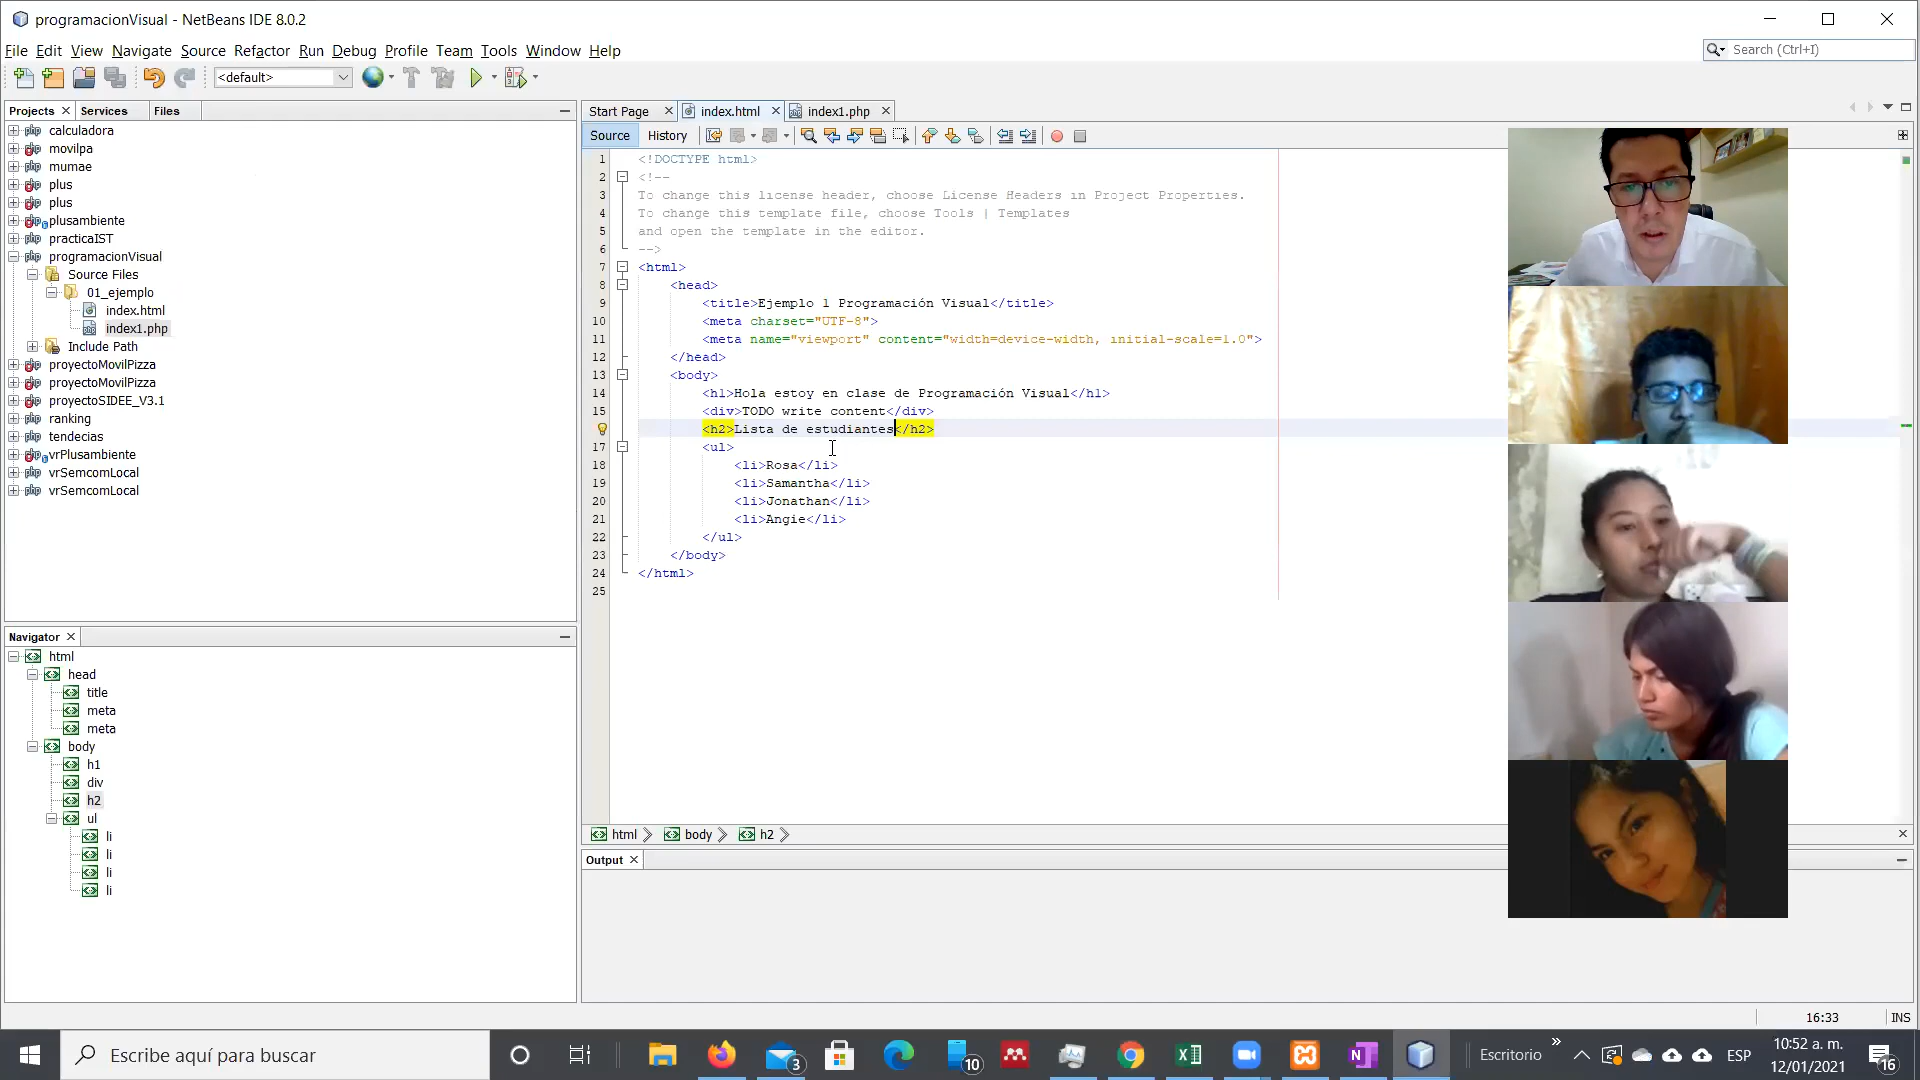 programacionVisual - NetBeans IDE 8.0.2
File Edit View Navigate Source Refactor Run Debug Profile Team Tools Window Help
Search (Ctrl+I)
<default>
Projects Services Files
calculadora
movilpa
mumae
plus
plus
plusambiente
practicaIST
programacionVisual
Source Files
01_ejemplo
index.html
index1.php
Include Path
proyectoMovilPizza
proyectoMovilPizza
proyectoSIDEE_V3.1
ranking
tendecias
vrPlusambiente
vrSemcomLocal
vrSemcomLocal
Navigator
html
head
title
meta
meta
body
h1
div
h2
ul
li
li
li
li
Start Page index.html index1.php
Source History
1 <!DOCTYPE html>
2 <!--
3 To change this license header, choose License Headers in Project Properties.
4 To change this template file, choose Tools | Templates
5 and open the template in the editor.
6 -->
7 <html>
8 <head>
9 <title>Ejemplo 1 Programación Visual</title>
10 <meta charset="UTF-8">
11 <meta name="viewport" content="width=device-width, initial-scale=1.0">
12 </head>
13 <body>
14 <h1>Hola estoy en clase de Programación Visual</h1>
15 <div>TODO write content</div>
<h2>Lista de estudiantes</h2>
17 <ul>
18 <li>Rosa</li>
19 <li>Samantha</li>
20 <li>Jonathan</li>
21 <li>Angie</li>
22 </ul>
23 </body>
24 </html>
25
html body h2
Output
16:33 INS
Escribe aquí para buscar
3
10
Escritorio
ESP
10:52 a. m.
12/01/2021
16